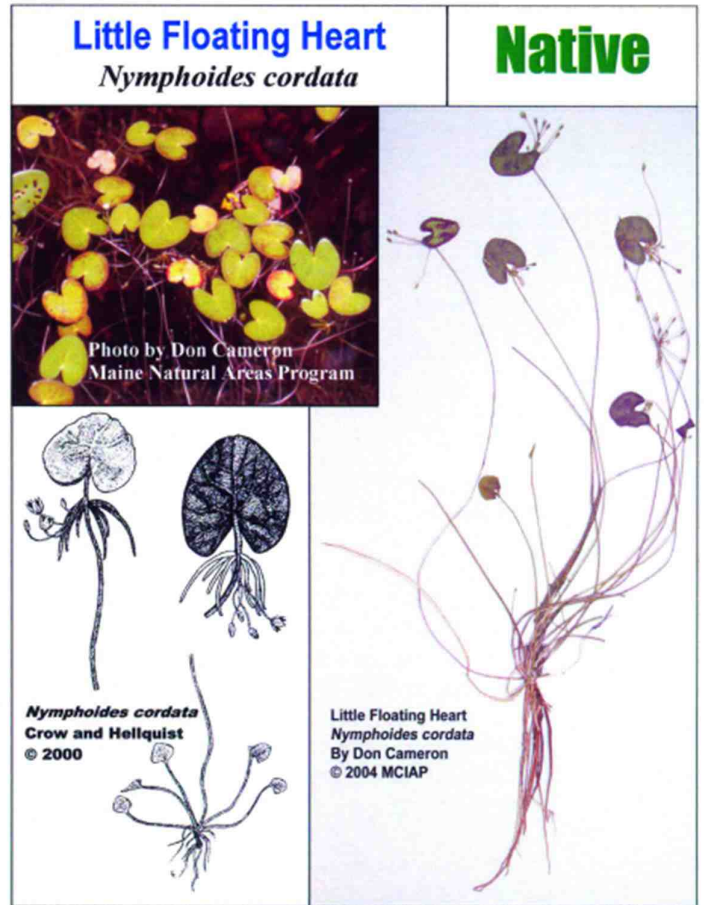 Little Floating Heart
Nymphoides cordata
Native
Photo by Don Cameron
Maine Natural Areas Program
Nymphoides cordata
Crow and Hellquist
© 2000
Little Floating Heart
Nymphoides cordata
By Don Cameron
© 2004 MCIAP